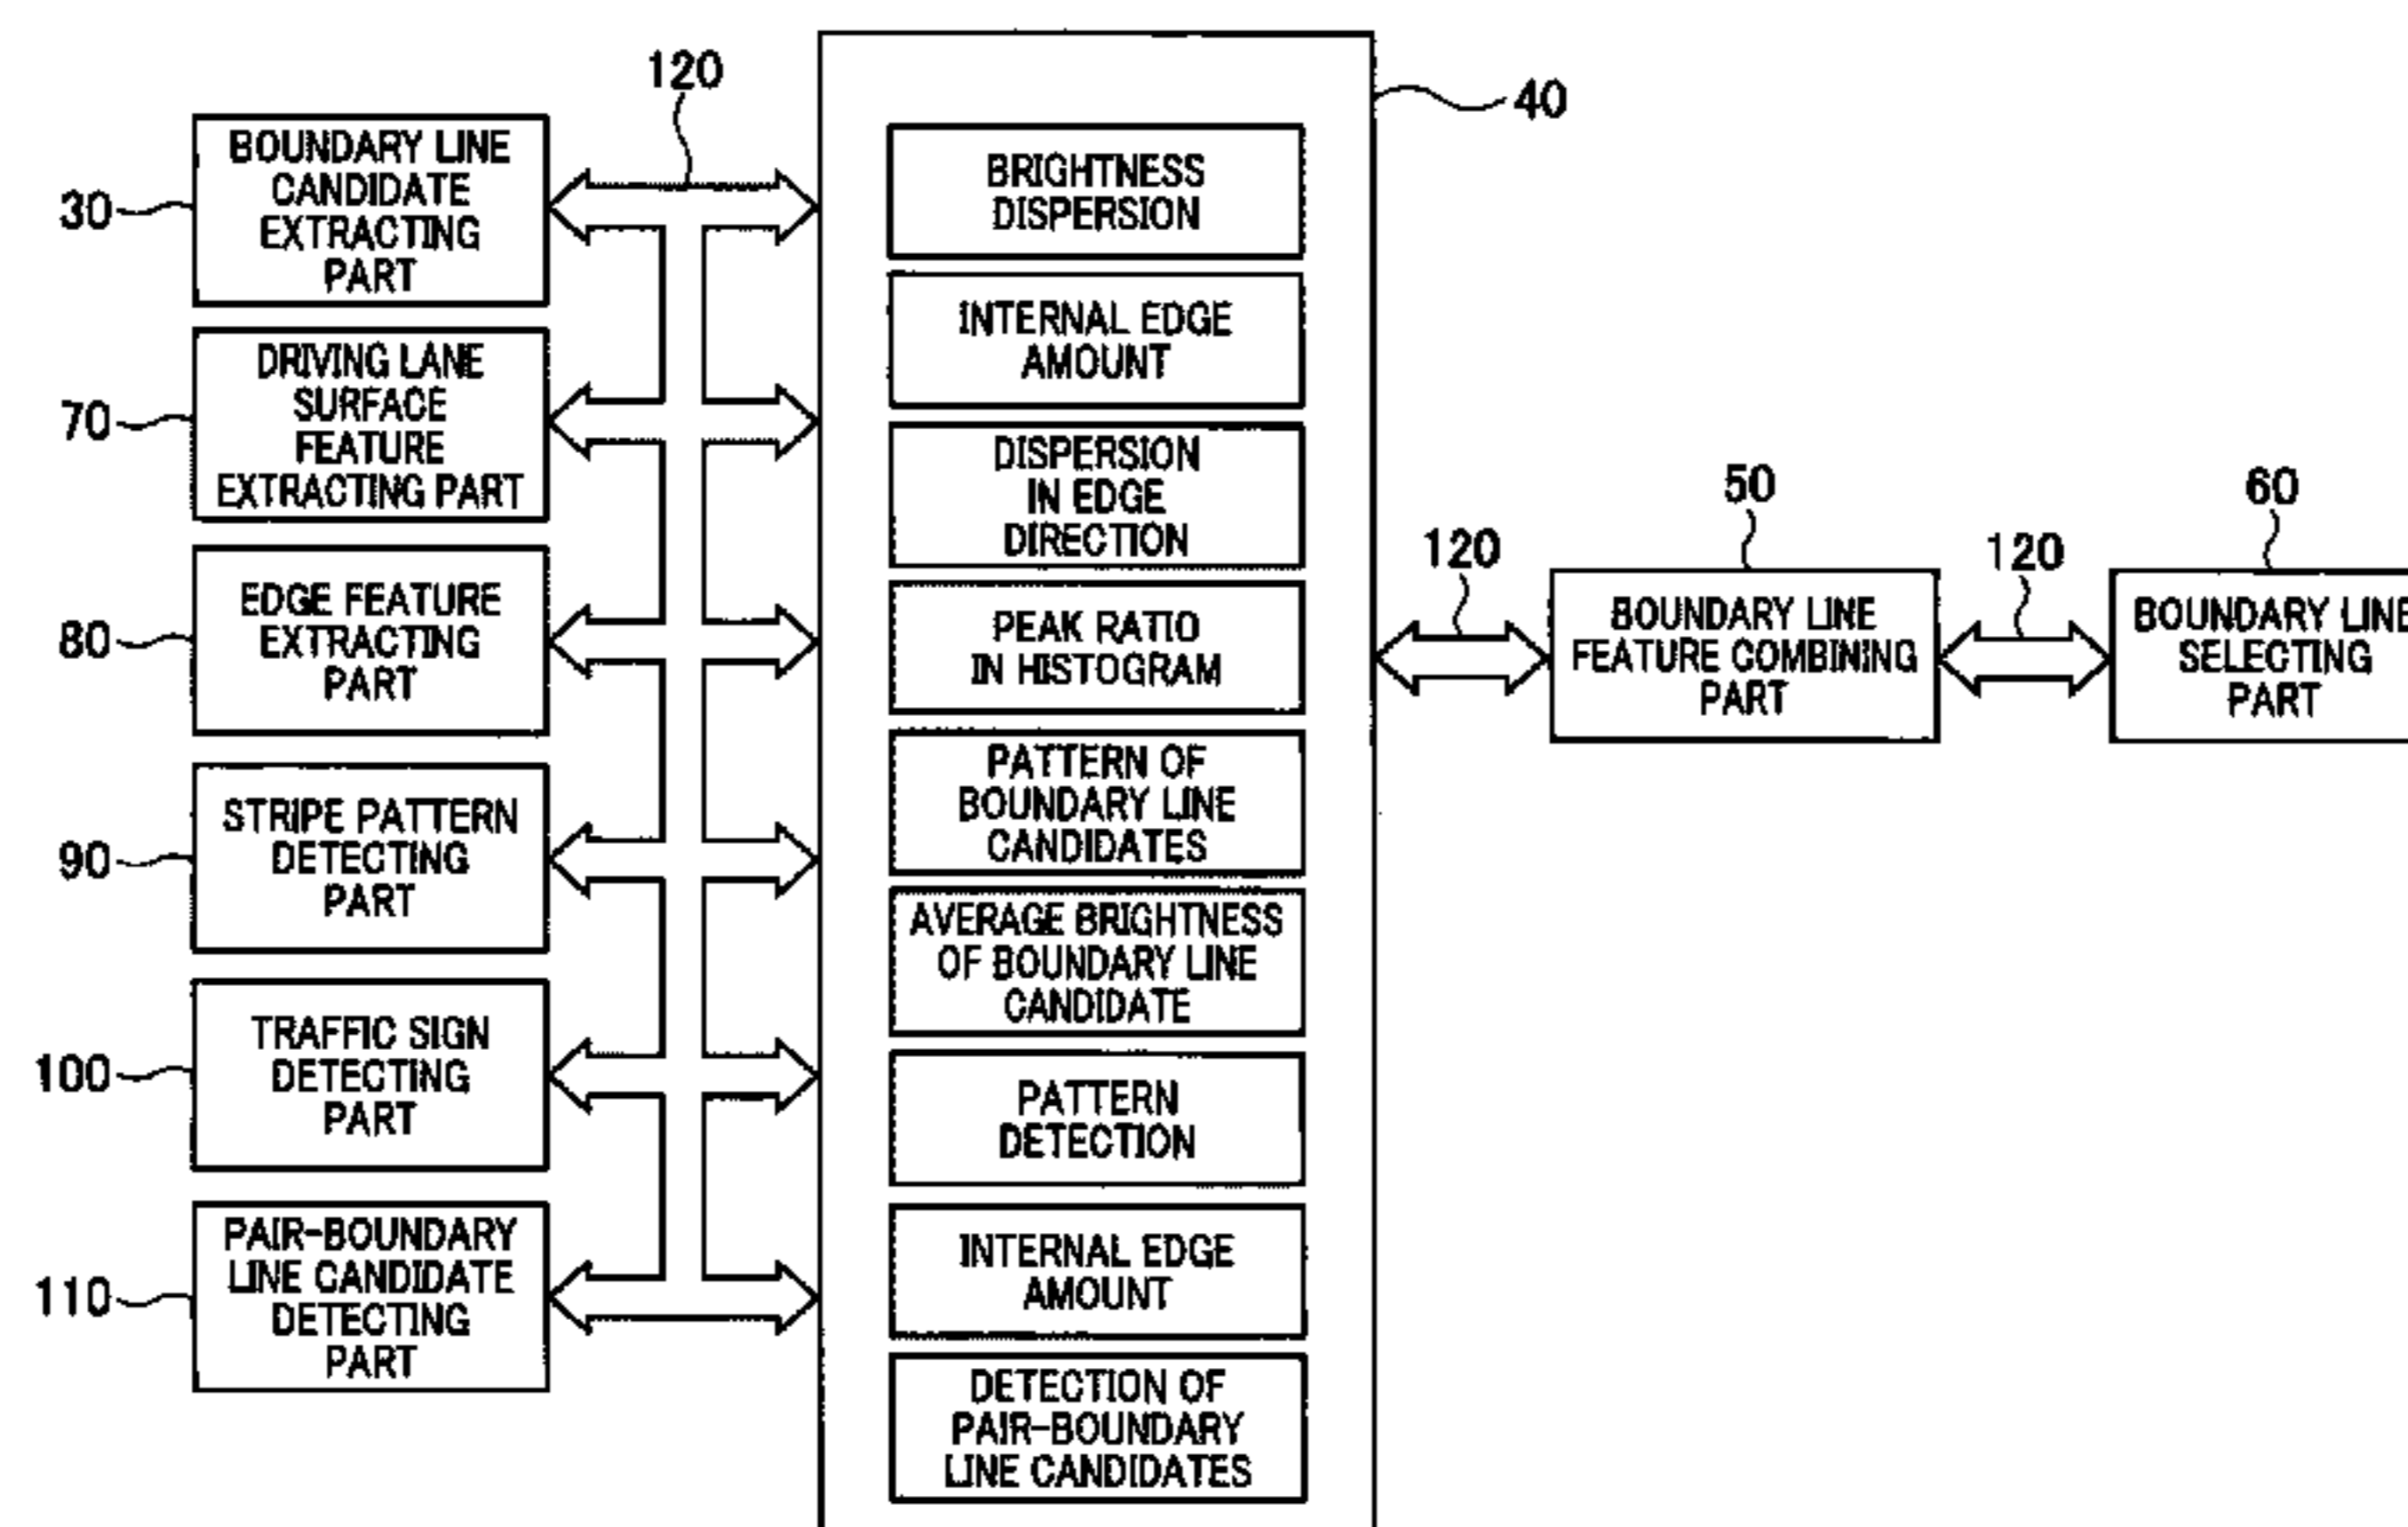 120
30
BOUNDARY LINE
CANDIDATE
EXTRACTING
PART
70
DRIVING LANE
SURFACE
FEATURE
EXTRACTING PART
80
EDGE FEATURE
EXTRACTING
PART
90
STRIPE PATTERN
DETECTING
PART
100
TRAFFIC SIGN
DETECTING
PART
110
PAIR-BOUNDARY
LINE CANDIDATE
DETECTING
PART
40
BRIGHTNESS
DISPERSION
INTERNAL EDGE
AMOUNT
DISPERSION
IN EDGE
DIRECTION
PEAK RATIO
IN HISTOGRAM
PATTERN OF
BOUNDARY LINE
CANDIDATES
AVERAGE BRIGHTNESS
OF BOUNDARY LINE
CANDIDATE
PATTERN
DETECTION
INTERNAL EDGE
AMOUNT
DETECTION OF
PAIR-BOUNDARY
LINE CANDIDATES
120
50
BOUNDARY LINE
FEATURE COMBINING
PART
120
60
BOUNDARY LINE
SELECTING
PART